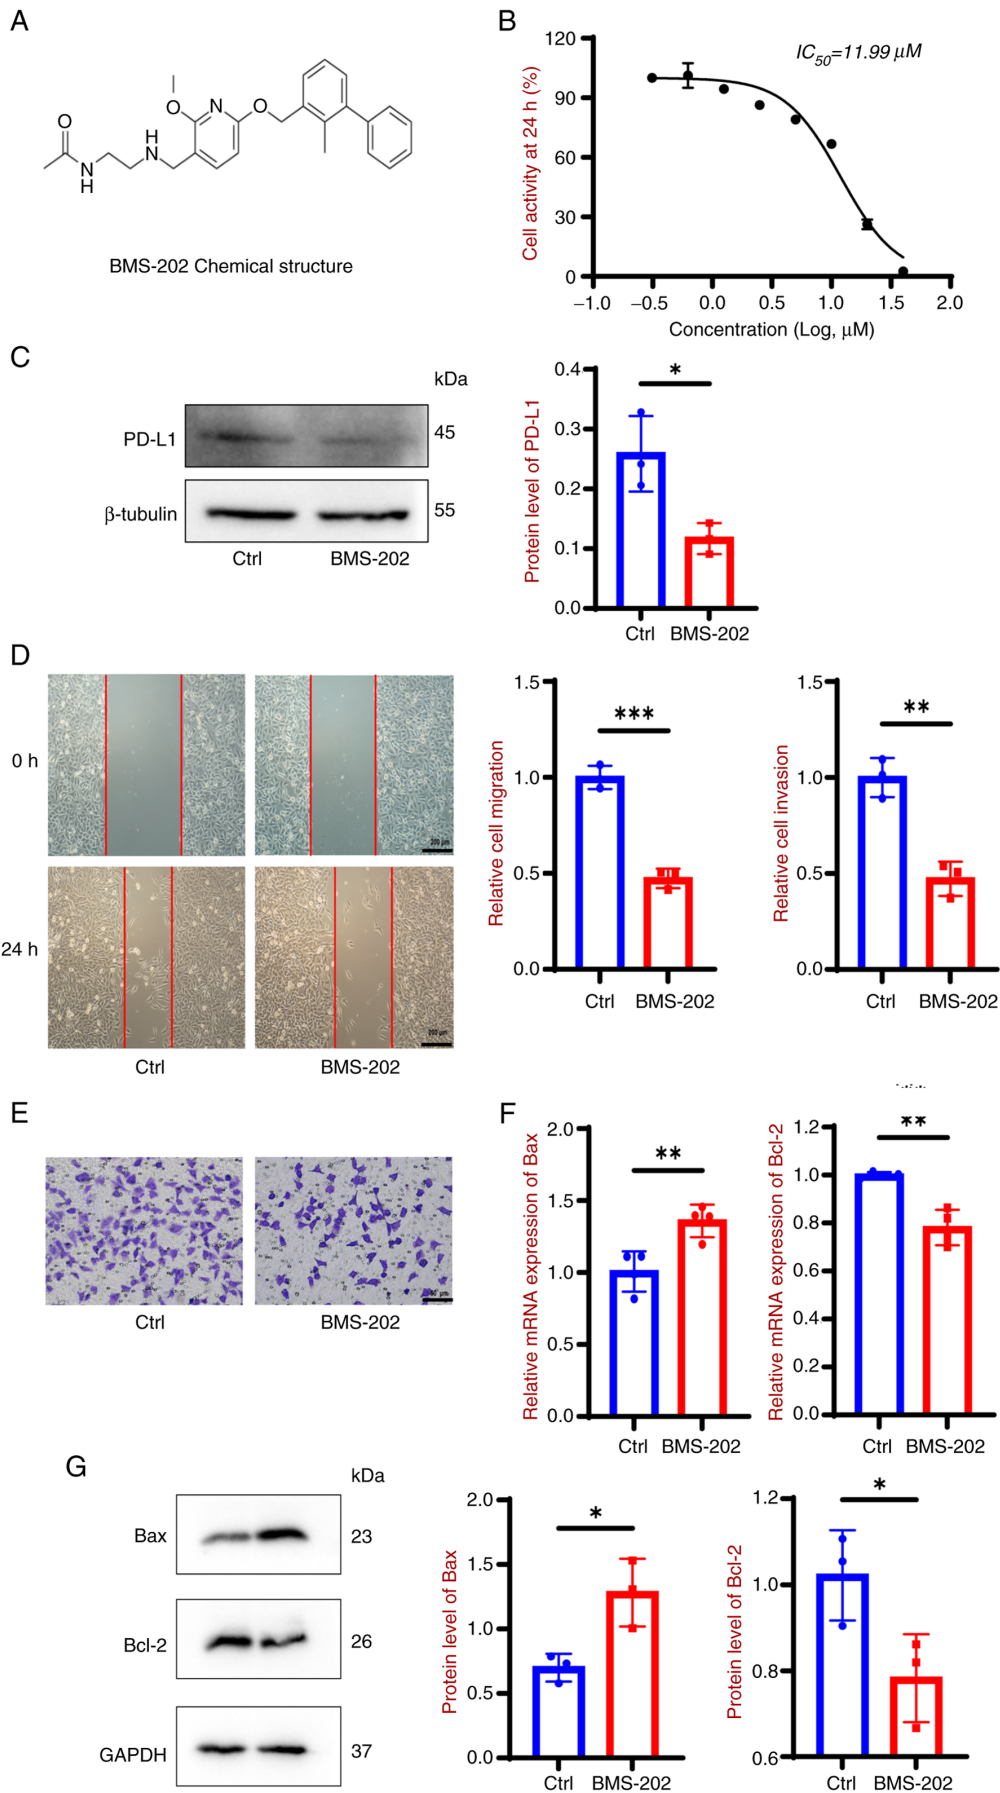 A
O
O
N
O
H
N
N
H
BMS-202 Chemical structure
B
Cell activity at 24 h (%)
120
90
60
30
0
IC50=11.99 μM
−1.0 −0.5 0.0 0.5 1.0 1.5 2.0
Concentration (Log, μM)
C
kDa
PD-L1
45
β-tubulin
55
Ctrl BMS-202
Protein level of PD-L1
0.4
0.3
0.2
0.1
0.0
*
Ctrl BMS-202
D
0 h
200 μm
24 h
200 μm
Ctrl BMS-202
Relative cell migration
1.5
1.0
0.5
0.0
***
Ctrl BMS-202
Relative cell invasion
1.5
1.0
0.5
0.0
**
Ctrl BMS-202
E
Ctrl BMS-202
F
Relative mRNA expression of Bax
2.0
1.5
1.0
0.5
0.0
**
Ctrl BMS-202
Relative mRNA expression of Bcl-2
1.2
1.0
0.8
0.6
0.4
0.2
0.0
**
Ctrl BMS-202
G
kDa
Bax
23
Bcl-2
26
GAPDH
37
Protein level of Bax
2.0
1.5
1.0
0.5
0.0
*
Ctrl BMS-202
Protein level of Bcl-2
1.2
1.0
0.8
0.6
*
Ctrl BMS-202